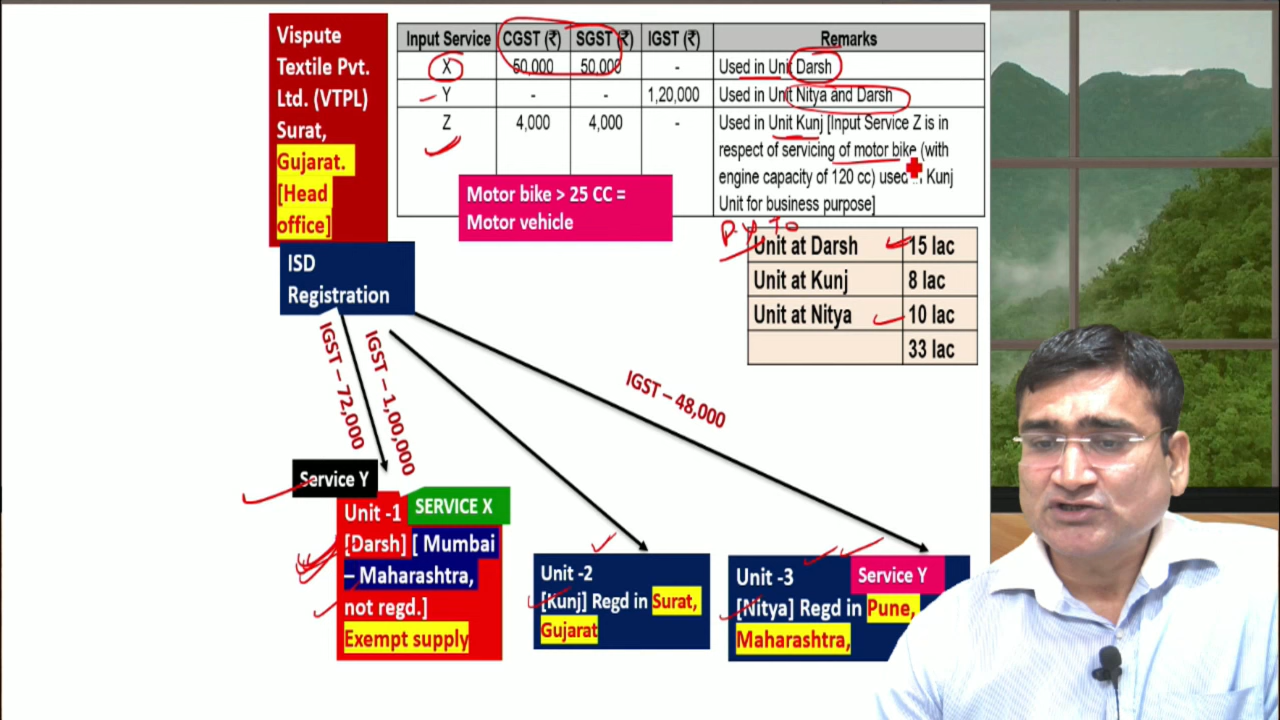 Vispute
Textile Pvt.
Ltd. (VTPL)
Surat,
Gujarat.
[Head
office]
Input Service CGST (₹) SGST (₹) IGST (₹) Remarks
X 50,000 50,000 - Used in Unit Darsh
Y - - 1,20,000 Used in Unit Nitya and Darsh
Z 4,000 4,000 - Used in Unit Kunj [Input Service Z is in
respect of servicing of motor bike (with
engine capacity of 120 cc) used in Kunj
Unit for business purpose]
Motor bike > 25 CC =
Motor vehicle
P.Y TO
Unit at Darsh 15 lac
Unit at Kunj 8 lac
Unit at Nitya 10 lac
33 lac
ISD
Registration
IGST – 72,000
IGST – 1,00,000
IGST – 48,000
Service Y
SERVICE X
Unit -1
[Darsh] [ Mumbai
– Maharashtra,
not regd.]
Exempt supply
Unit -2
[Kunj] Regd in Surat,
Gujarat
Unit -3 Service Y
[Nitya] Regd in Pune,
Maharashtra,